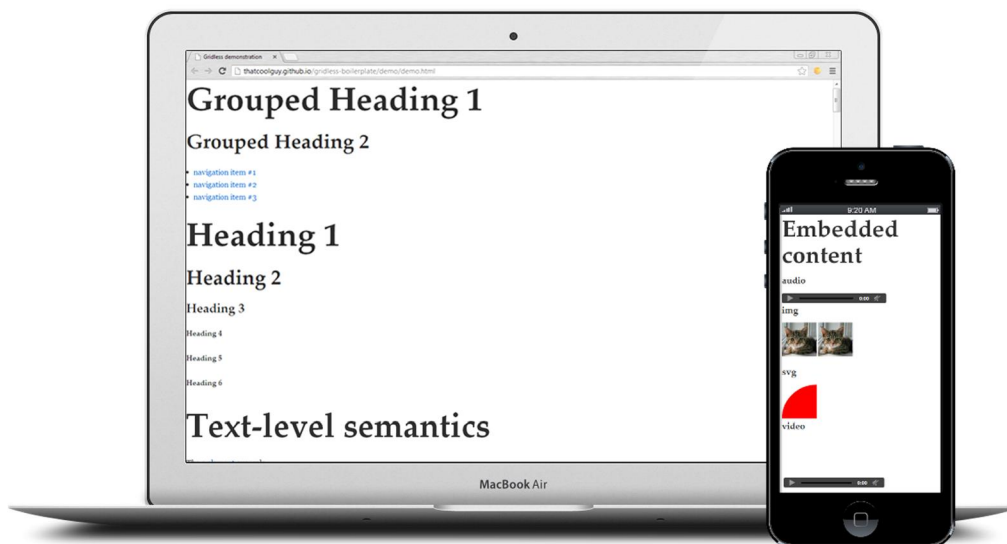 Gridless demonstration
thatcoolguy.github.io/gridless-boilerplate/demo/demo.html
Grouped Heading 1
Grouped Heading 2
navigation item #1
navigation item #2
navigation item #3
Heading 1
Heading 2
Heading 3
Heading 4
Heading 5
Heading 6
Text-level semantics
MacBook Air
9:20 AM
Embedded
content
audio
0:00
img
svg
video
0:00